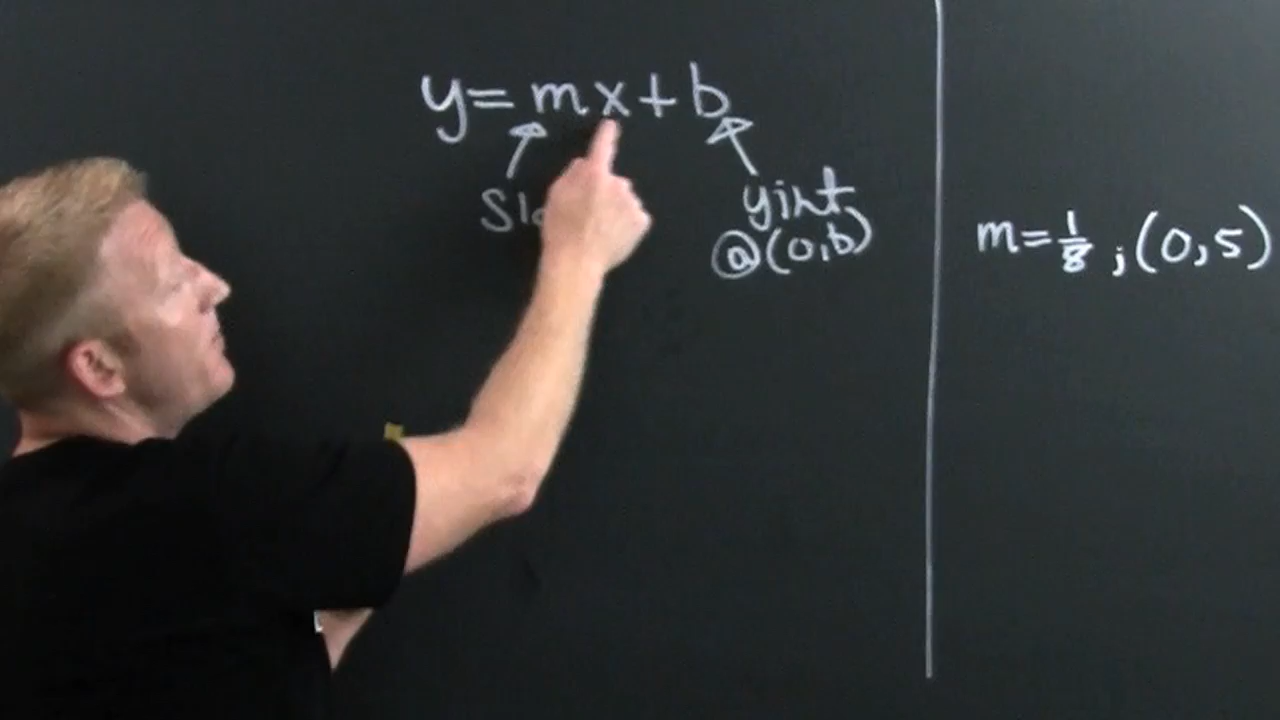 y = mx + b
yint
@(0,b)
m = 1/8 ; (0,5)